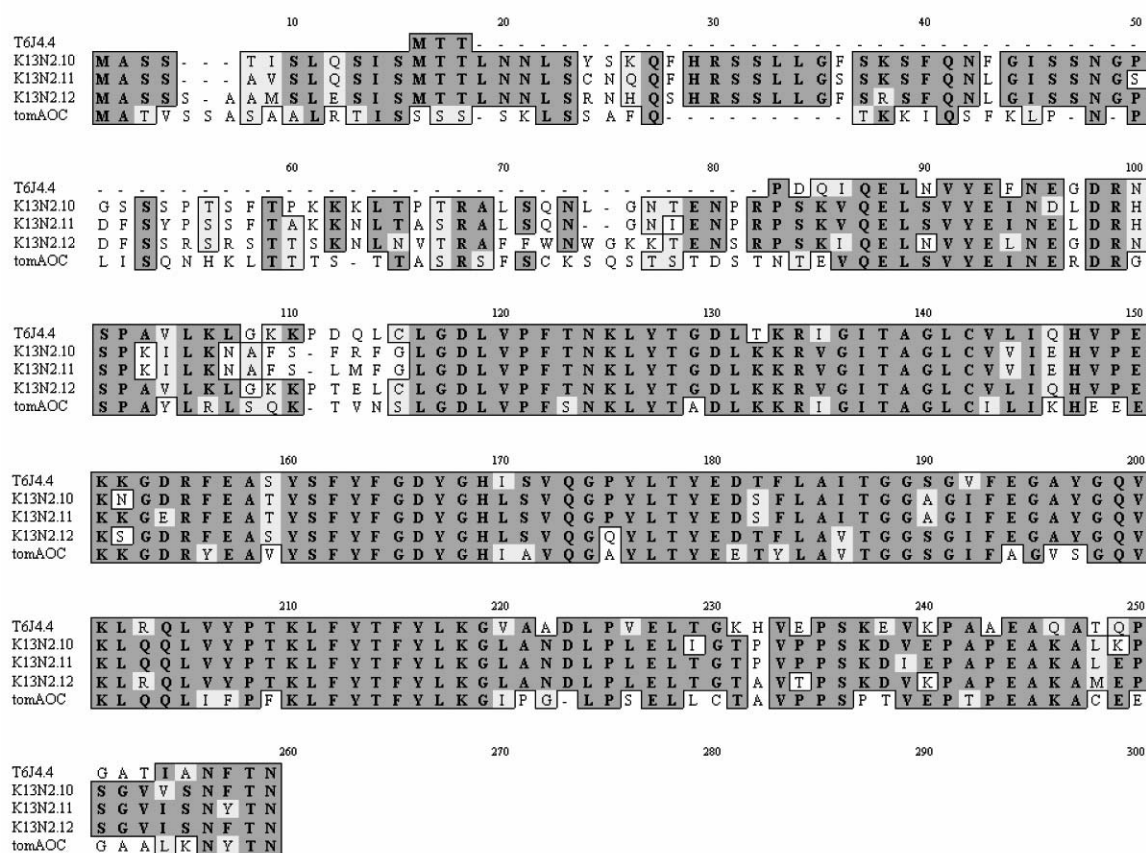 10 20 30 40 50
T6J4.4 M T T - - - - - - - - - - - - - - - - - - - - - - - - - - - - - - - -
K13N2.10 M A S S - - - T I S L Q S I S M T T L N N L S Y S K Q F H R S S L L G F S K S F Q N F G I S S N G P
K13N2.11 M A S S - - - A V S L Q S I S M T T L N N L S C N Q Q F H R S S L L G S S K S F Q N L G I S S N G S
K13N2.12 M A S S S - A A M S L E S I S M T T L N N L S R N H Q S H R S S L L G F S R S F Q N L G I S S N G P
tomAOC M A T V S S A S A A L R T I S S S S - S K L S S A F Q - - - - - - - - - T K K I Q S F K L P - N - P
60 70 80 90 100
T6J4.4 - - - - - - - - - - - - - - - - - - - - - - - - - - - - - - - - P D Q I Q E L N V Y E F N E G D R N
K13N2.10 G S S S P T S F T P K K K L T P T R A L S Q N L - G N T E N P R P S K V Q E L S V Y E I N D L D R H
K13N2.11 D F S Y P S S F T A K K N L T A S R A L S Q N - - G N I E N P R P S K V Q E L S V Y E I N E L D R H
K13N2.12 D F S S R S R S T T S K N L N V T R A F F W N W G K K T E N S R P S K I Q E L N V Y E L N E G D R N
tomAOC L I S Q N H K L T T T S - T T A S R S F S C K S Q S T S T D S T N T E V Q E L S V Y E I N E R D R G
110 120 130 140 150
T6J4.4 S P A V L K L G K K P D Q L C L G D L V P F T N K L Y T G D L T K R I G I T A G L C V L I Q H V P E
K13N2.10 S P K I L K N A F S - F R F G L G D L V P F T N K L Y T G D L K K R V G I T A G L C V V I E H V P E
K13N2.11 S P K I L K N A F S - L M F G L G D L V P F T N K L Y T G D L K K R V G I T A G L C V V I E H V P E
K13N2.12 S P A V L K L G K K P T E L C L G D L V P F T N K L Y T G D L K K R V G I T A G L C V L I Q H V P E
tomAOC S P A Y L R L S Q K - T V N S L G D L V P F S N K L Y T A D L K K R I G I T A G L C I L I K H E E E
160 170 180 190 200
T6J4.4 K K G D R F E A S Y S F Y F G D Y G H I S V Q G P Y L T Y E D T F L A I T G G S G V F E G A Y G Q V
K13N2.10 K N G D R F E A T Y S F Y F G D Y G H L S V Q G P Y L T Y E D S F L A I T G G A G I F E G A Y G Q V
K13N2.11 K K G E R F E A T Y S F Y F G D Y G H L S V Q G P Y L T Y E D S F L A I T G G A G I F E G A Y G Q V
K13N2.12 K S G D R F E A S Y S F Y F G D Y G H L S V Q G Q Y L T Y E D T F L A V T G G S G I F E G A Y G Q V
tomAOC K K G D R Y E A V Y S F Y F G D Y G H I A V Q G A Y L T Y E E T Y L A V T G G S G I F A G V S G Q V
210 220 230 240 250
T6J4.4 K L R Q L V Y P T K L F Y T F Y L K G V A A D L P V E L T G K H V E P S K E V K P A A E A Q A T Q P
K13N2.10 K L Q Q L V Y P T K L F Y T F Y L K G L A N D L P L E L I G T P V P P S K D V E P A P E A K A L K P
K13N2.11 K L Q Q L V Y P T K L F Y T F Y L K G L A N D L P L E L T G T P V P P S K D I E P A P E A K A L E P
K13N2.12 K L R Q L V Y P T K L F Y T F Y L K G L A N D L P L E L T G T A V T P S K D V K P A P E A K A M E P
tomAOC K L Q Q L I F P F K L F Y T F Y L K G I P G - L P S E L L C T A V P P S P T V E P T P E A K A C E E
260 270 280 290 300
T6J4.4 G A T I A N F T N
K13N2.10 S G V V S N F T N
K13N2.11 S G V I S N Y T N
K13N2.12 S G V I S N F T N
tomAOC G A A L K N Y T N